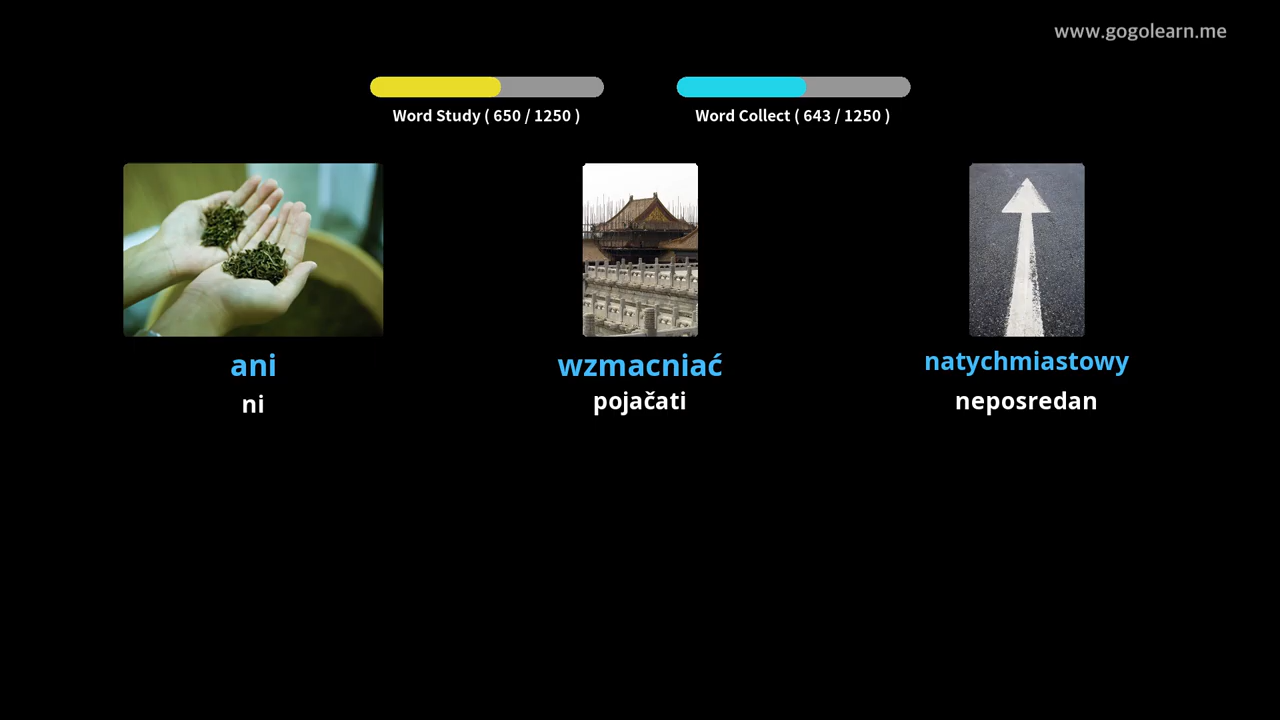 www.gogolearn.me
Word Study ( 650 / 1250 )
Word Collect ( 643 / 1250 )
ani
ni
wzmacniać
pojačati
natychmiastowy
neposredan